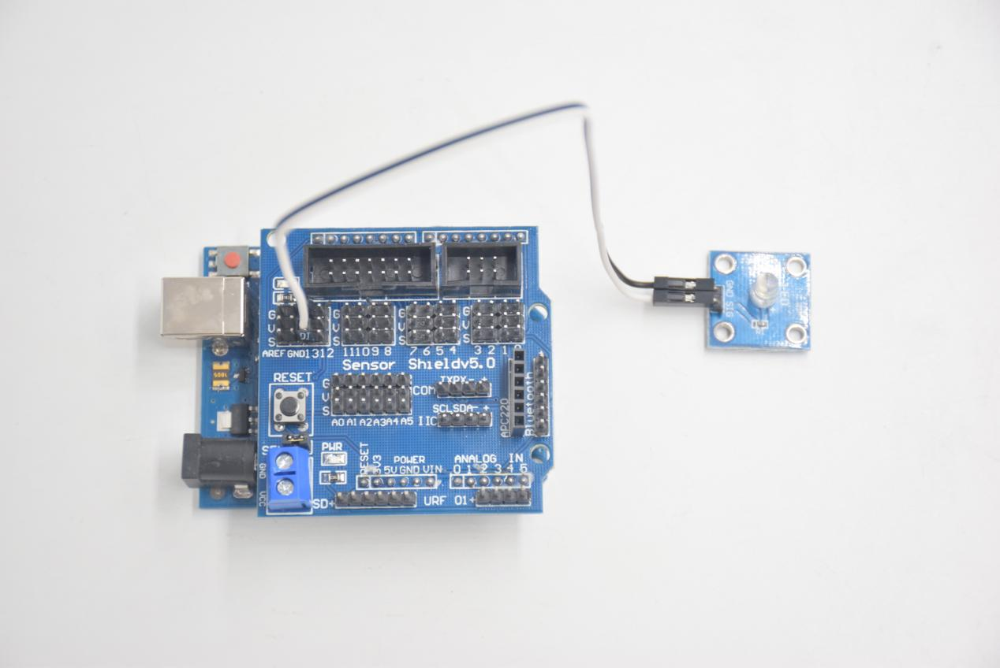 G
V
S
G
V
S
G
V
S
G
V
S
AREF GND 13 12
11 10 9 8
7 6 5 4
3 2 1 0
Sensor Shieldv5.0
RESET
G
V
S
A0 A1 A2 A3 A4 A5
COM
TXPX- +
IIC
SCLSDA- +
APC220
Bluetooth
PWR
GND
VCC
RESET
3V3
POWER
5V GND VIN
ANALOG IN
0 1 2 3 4 5
SD+
URF 01+
GND SIG